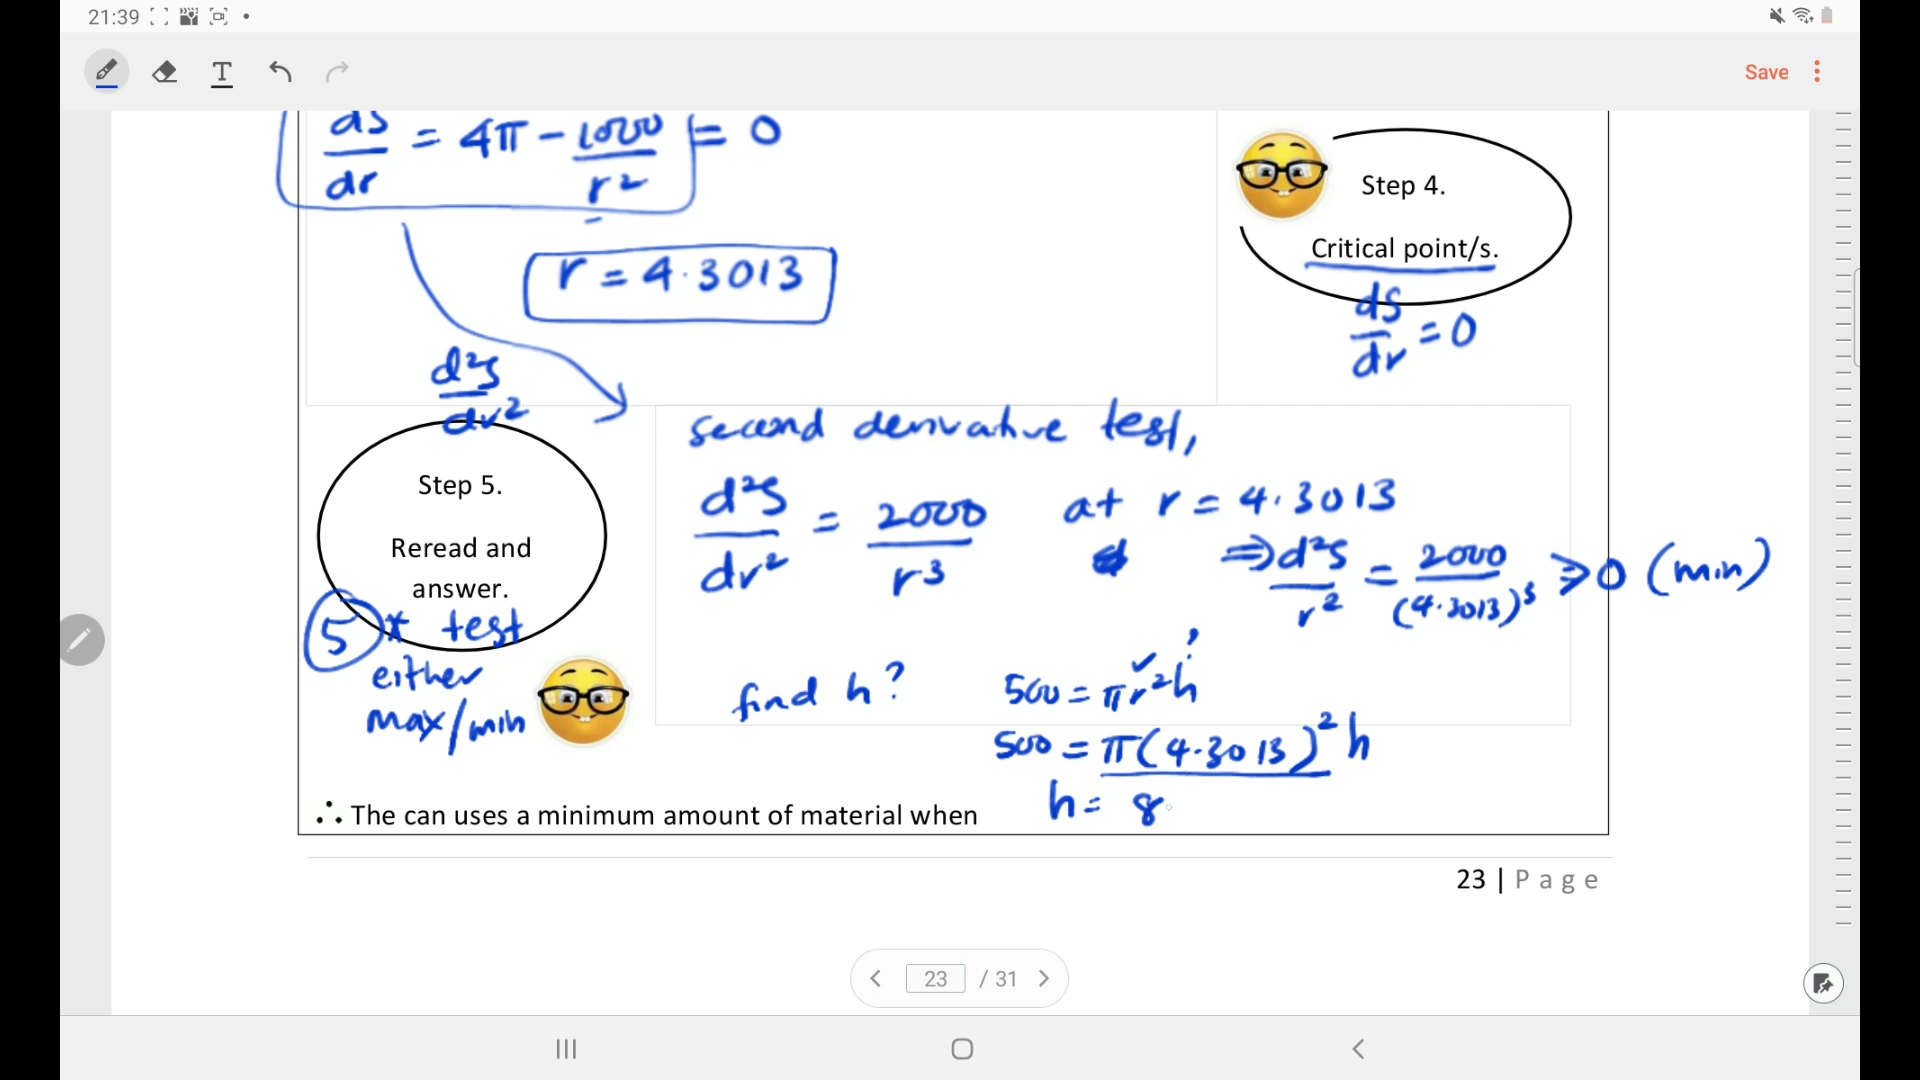 21:39
Save
dS/dr = 4π - 1000/r² = 0
r = 4.3013
Step 4.
Critical point/s.
dS/dr = 0
d²S/dr²
Step 5.
Reread and
answer.
5 * test
either
max/min
second derivative test,
d²S/dr² = 2000/r³ at r = 4.3013
⇒ d²S/r² = 2000/(4.3013)³ > 0 (min)
find h? 500 = πr²h ?
500 = π(4.3013)² h
h = 8
∴ The can uses a minimum amount of material when
23 | Page
23 / 31